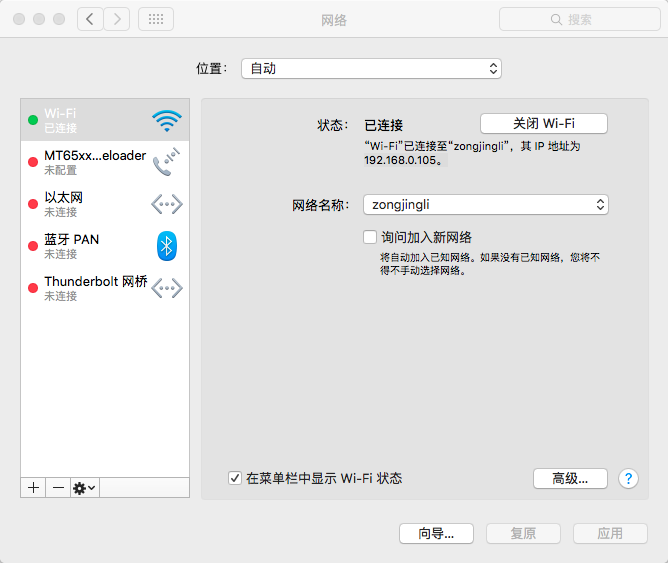 网络
搜索
位置：
自动
Wi-Fi
已连接
MT65xx...eloader
未配置
以太网
未连接
蓝牙 PAN
未连接
Thunderbolt 网桥
未连接
状态：
已连接
关闭 Wi-Fi
“Wi-Fi”已连接至“zongjingli”，其 IP 地址为
192.168.0.105。
网络名称：
zongjingli
询问加入新网络
将自动加入已知网络。如果没有已知网络，您将不
得不手动选择网络。
在菜单栏中显示 Wi-Fi 状态
高级...
?
向导...
复原
应用